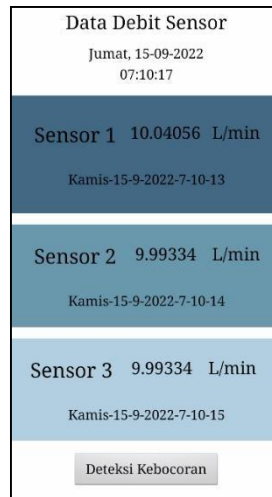 Data Debit Sensor
Jumat, 15-09-2022
07:10:17
Sensor 1 10.04056 L/min
Kamis-15-9-2022-7-10-13
Sensor 2 9.99334 L/min
Kamis-15-9-2022-7-10-14
Sensor 3 9.99334 L/min
Kamis-15-9-2022-7-10-15
Deteksi Kebocoran